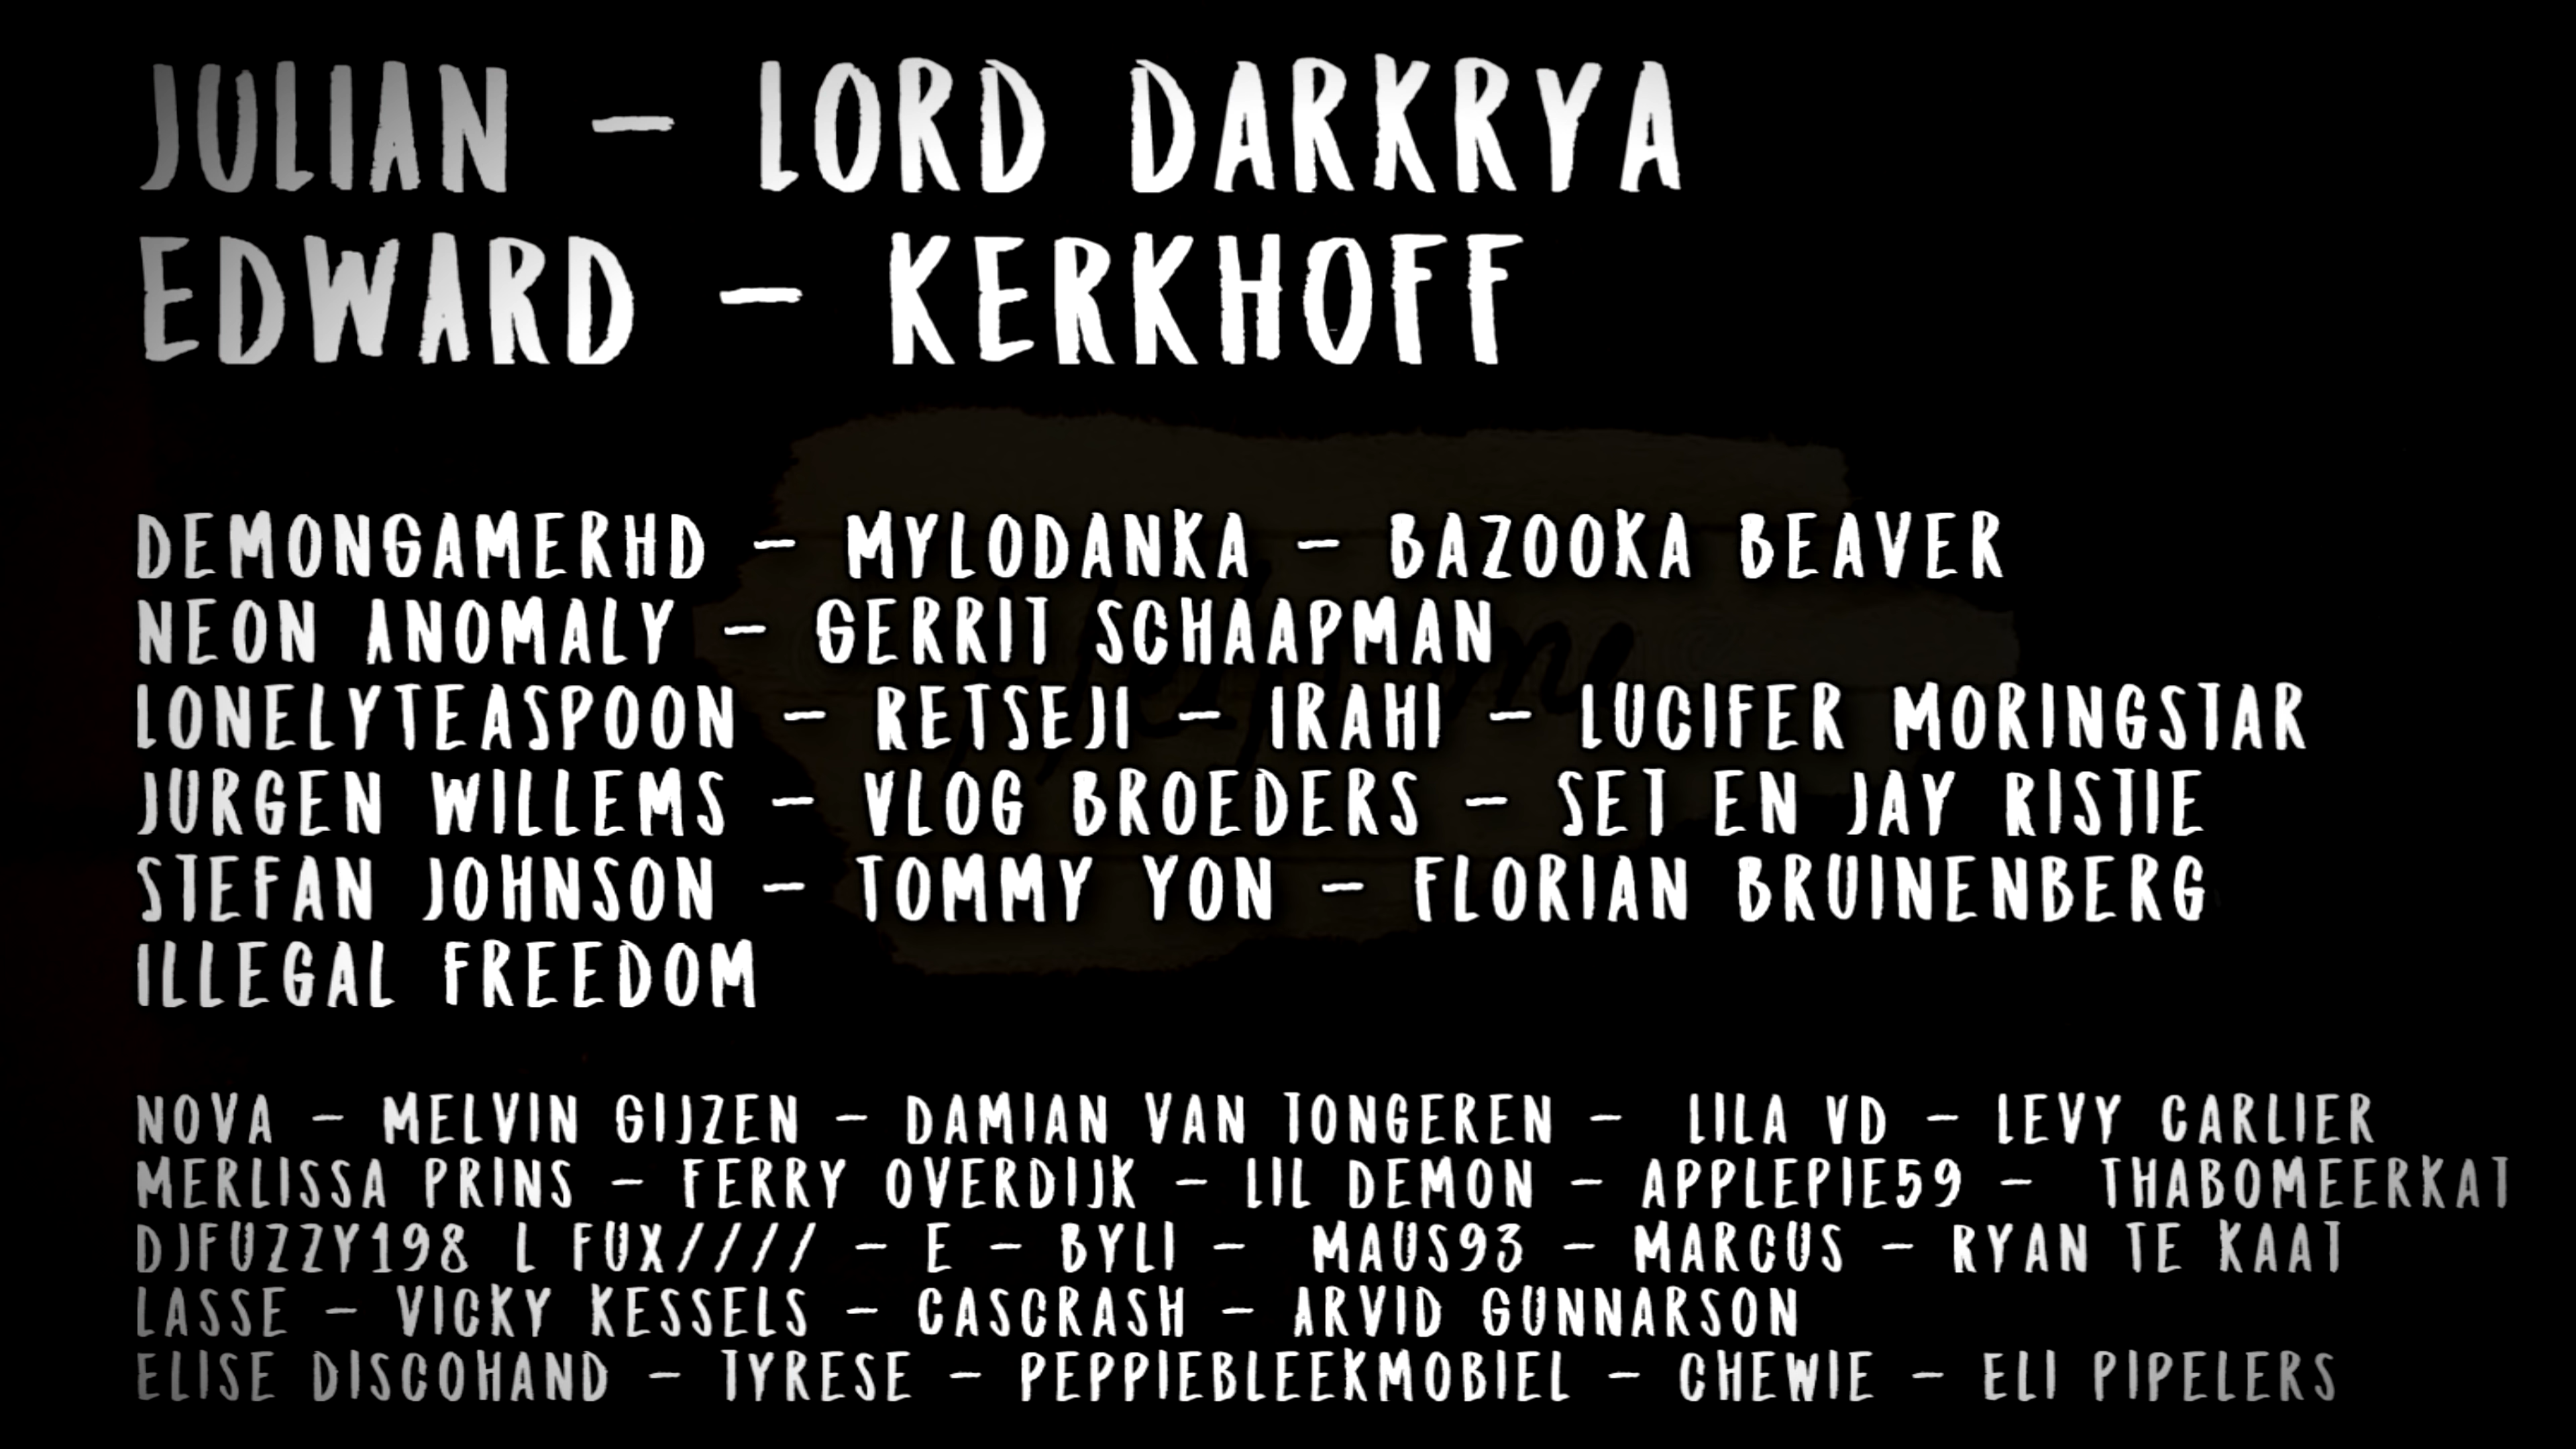 JULIAN – LORD DARKRYA
EDWARD – KERKHOFF
DEMONGAMERHD – MYLODANKA – BAZOOKA BEAVER
NEON ANOMALY – GERRIT SCHAAPMAN
LONELYTEASPOON – RETSEJI – IRAHI – LUCIFER MORINGSTAR
JURGEN WILLEMS – VLOG BROEDERS – SET EN JAY RISTIE
STEFAN JOHNSON – TOMMY YON – FLORIAN BRUINENBERG
ILLEGAL FREEDOM
NOVA – MELVIN GIJZEN – DAMIAN VAN TONGEREN – LILA VD – LEVY CARLIER
MERLISSA PRINS – FERRY OVERDIJK – LIL DEMON – APPLEPIE59 – THABOMEERKAT
DJFUZZY198 L FUX//// – E – BYLI – MAUS93 – MARCUS – RYAN TE KAAT
LASSE – VICKY KESSELS – CASCRASH – ARVID GUNNARSON
ELISE DISCOHAND – TYRESE – PEPPIEBLEEKMOBIEL – CHEWIE – ELI PIPELERS